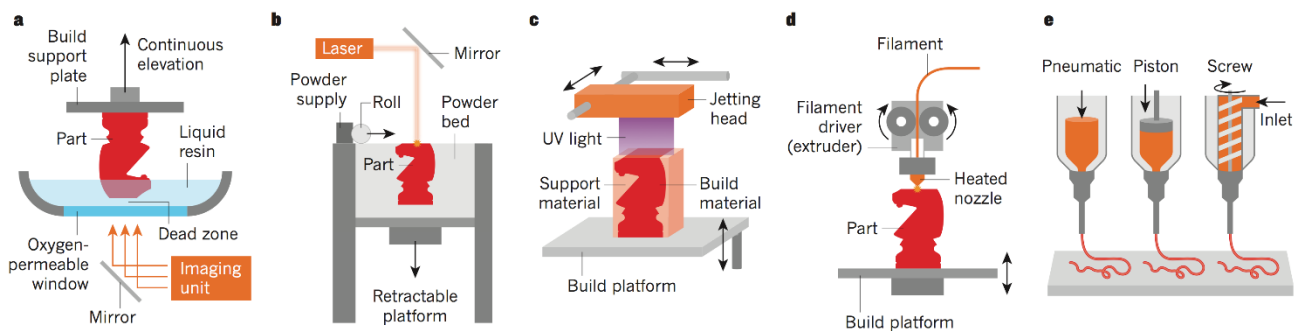 a
Build
support
plate
Continuous
elevation
Part
Liquid
resin
Dead zone
Oxygen-
permeable
window
Imaging
unit
Mirror
b
Laser
Mirror
Powder
supply
Roll
Powder
bed
Part
Retractable
platform
c
Jetting
head
UV light
Support
material
Build
material
Build platform
d
Filament
Filament
driver
(extruder)
Heated
nozzle
Part
Build platform
e
Pneumatic
Piston
Screw
Inlet